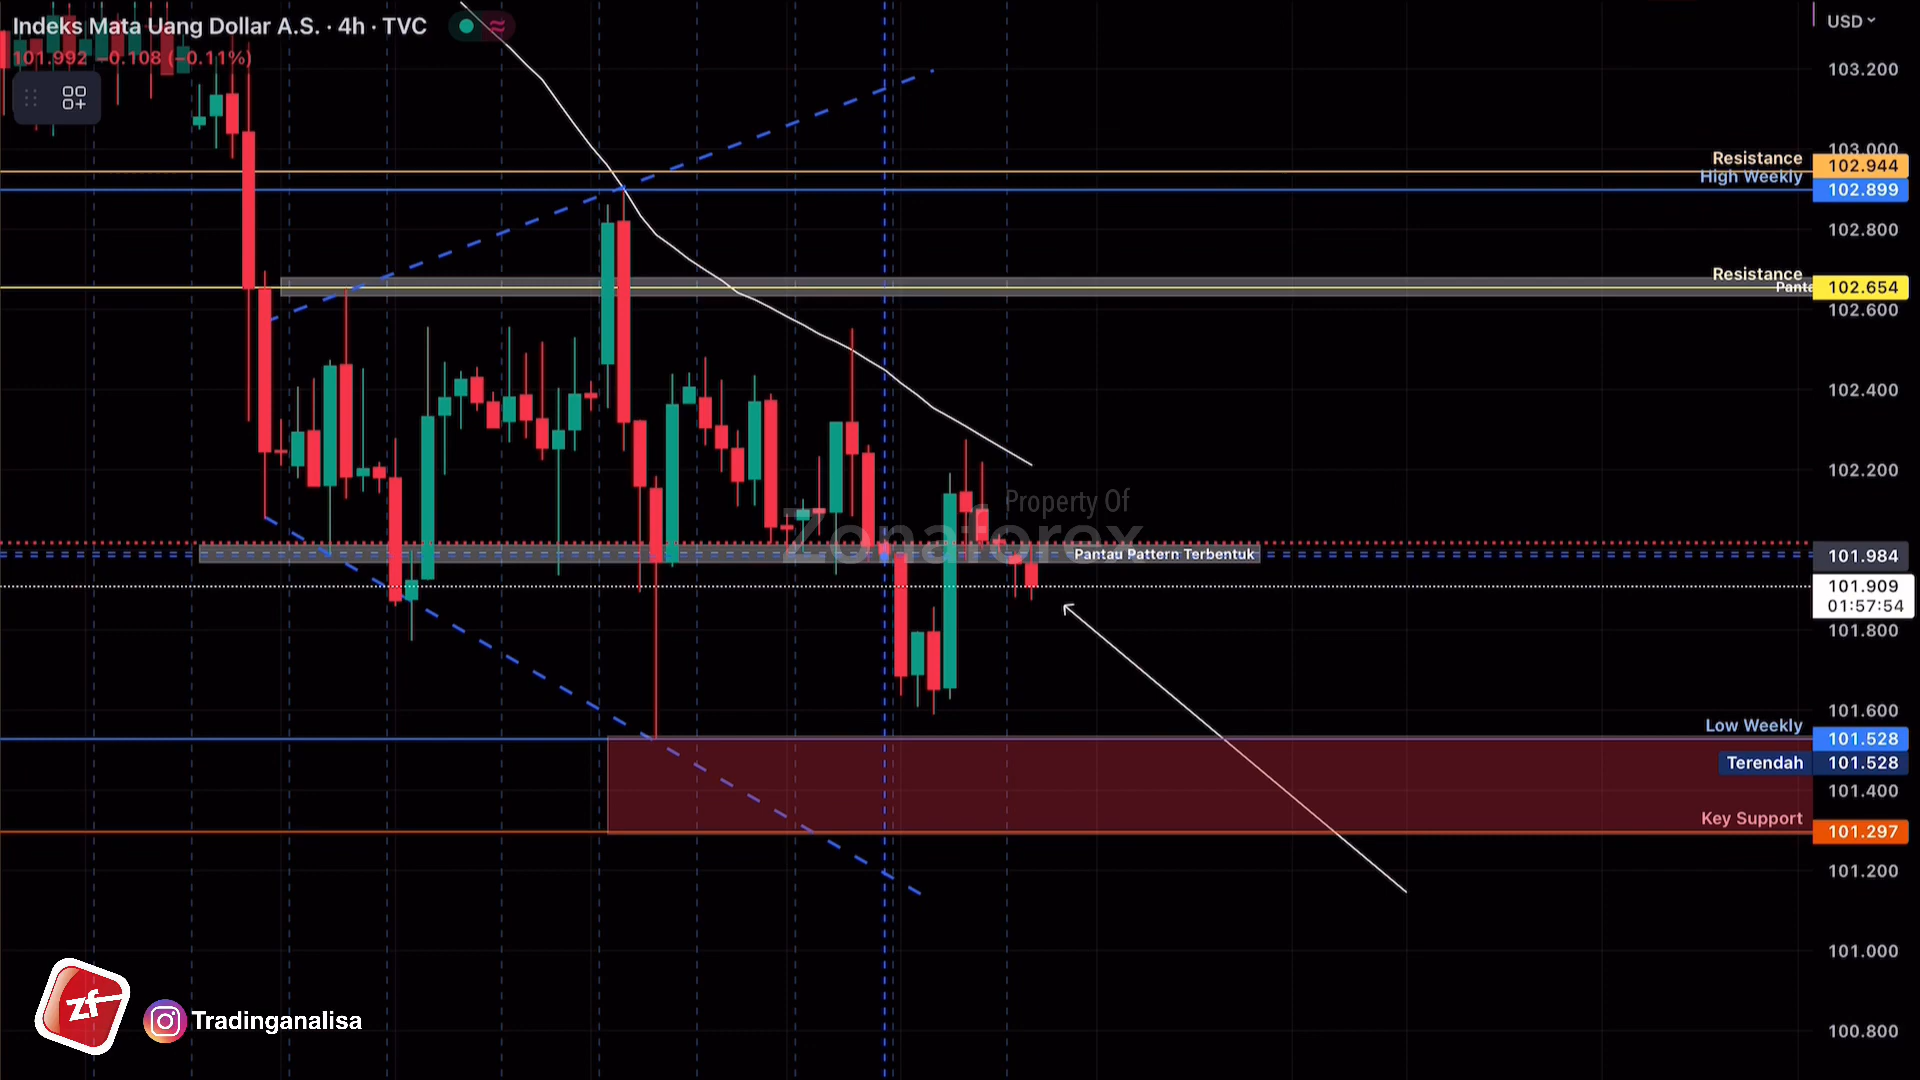 Indeks Mata Uang Dollar A.S. · 4h · TVC
101.992 −0.108 (−0.11%)
USD
103.200
103.000
Resistance
102.944
High Weekly
102.899
102.800
Resistance
Panta
102.654
102.600
102.400
102.200
Property Of
Zonaforex
Pantau Pattern Terbentuk
101.984
101.909
01:57:54
101.800
101.600
Low Weekly
101.528
Terendah
101.528
101.400
Key Support
101.297
101.200
101.000
100.800
zf
Tradinganalisa